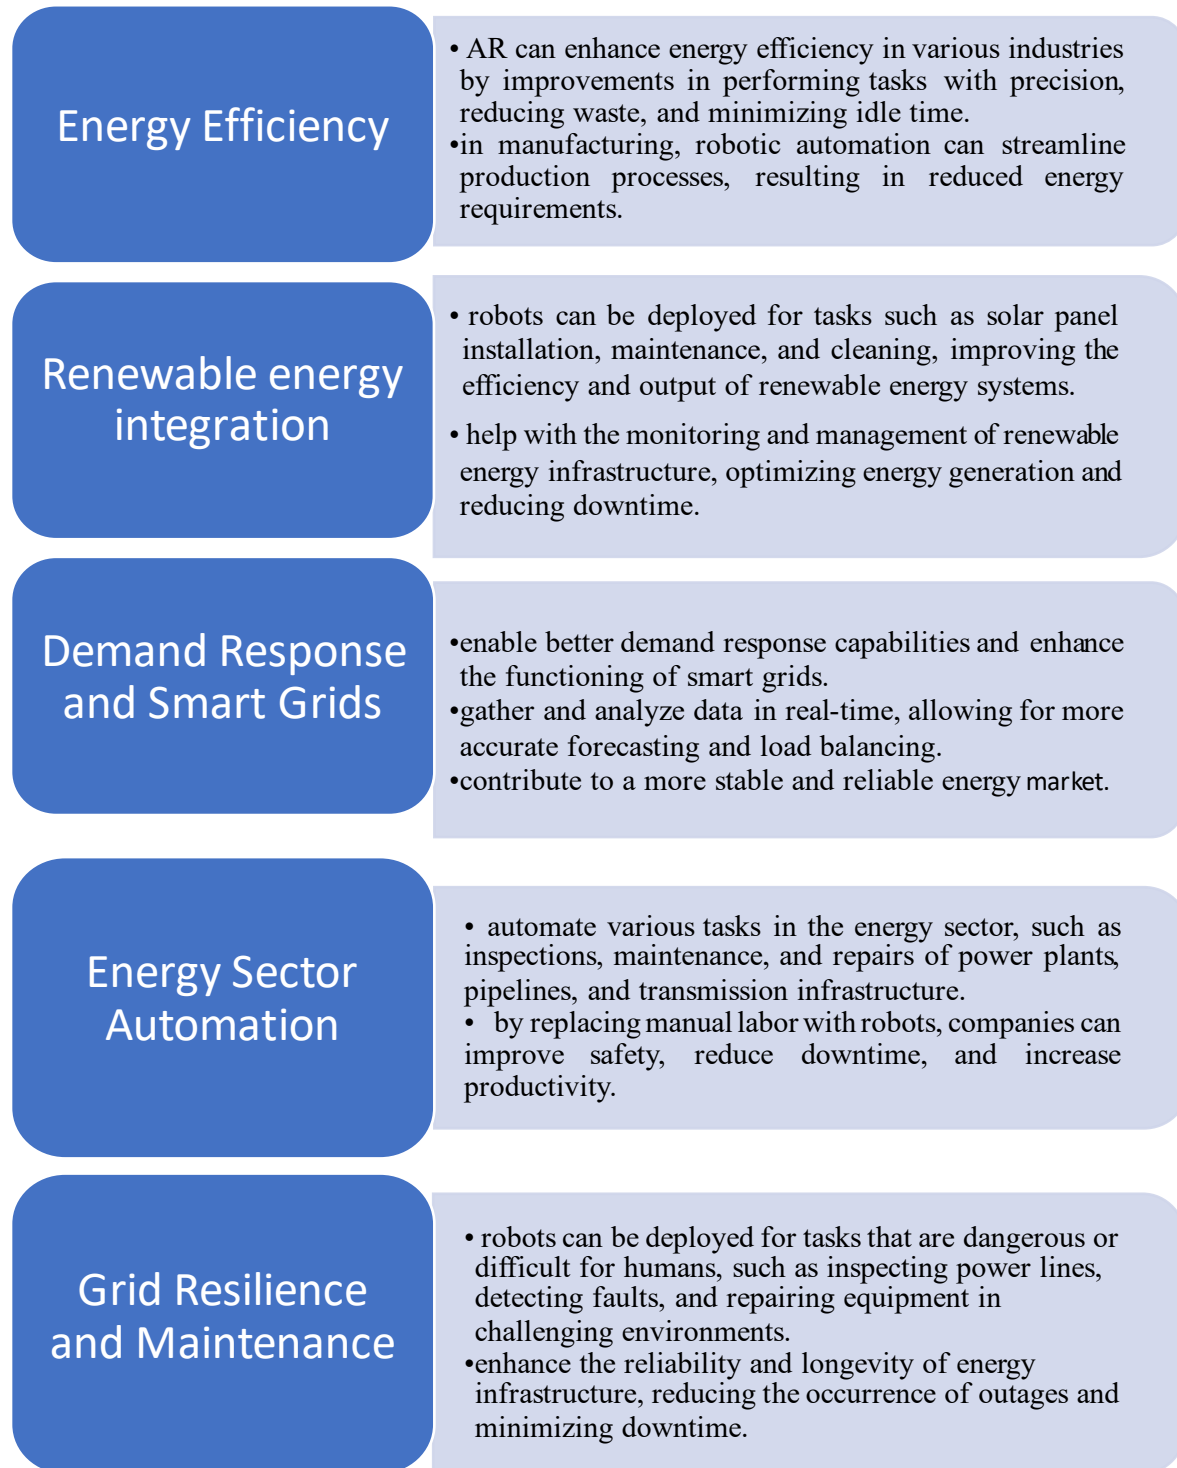 Energy Efficiency
• AR can enhance energy efficiency in various industries
by improvements in performing tasks with precision,
reducing waste, and minimizing idle time.
•in manufacturing, robotic automation can streamline
production processes, resulting in reduced energy
requirements.
Renewable energy
integration
• robots can be deployed for tasks such as solar panel
installation, maintenance, and cleaning, improving the
efficiency and output of renewable energy systems.
• help with the monitoring and management of renewable
energy infrastructure, optimizing energy generation and
reducing downtime.
Demand Response
and Smart Grids
•enable better demand response capabilities and enhance
the functioning of smart grids.
•gather and analyze data in real-time, allowing for more
accurate forecasting and load balancing.
•contribute to a more stable and reliable energy market.
Energy Sector
Automation
• automate various tasks in the energy sector, such as
inspections, maintenance, and repairs of power plants,
pipelines, and transmission infrastructure.
• by replacing manual labor with robots, companies can
improve safety, reduce downtime, and increase
productivity.
Grid Resilience
and Maintenance
• robots can be deployed for tasks that are dangerous or
difficult for humans, such as inspecting power lines,
detecting faults, and repairing equipment in
challenging environments.
•enhance the reliability and longevity of energy
infrastructure, reducing the occurrence of outages and
minimizing downtime.